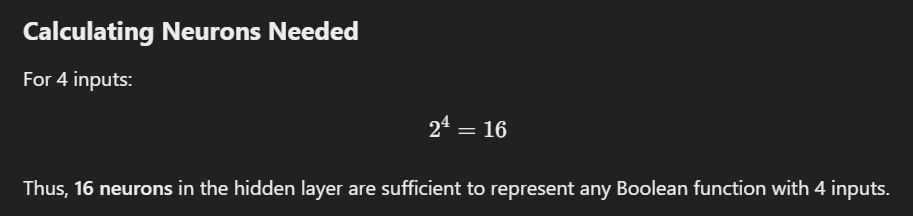 Calculating Neurons Needed
For 4 inputs:
2⁴ = 16
Thus, 16 neurons in the hidden layer are sufficient to represent any Boolean function with 4 inputs.